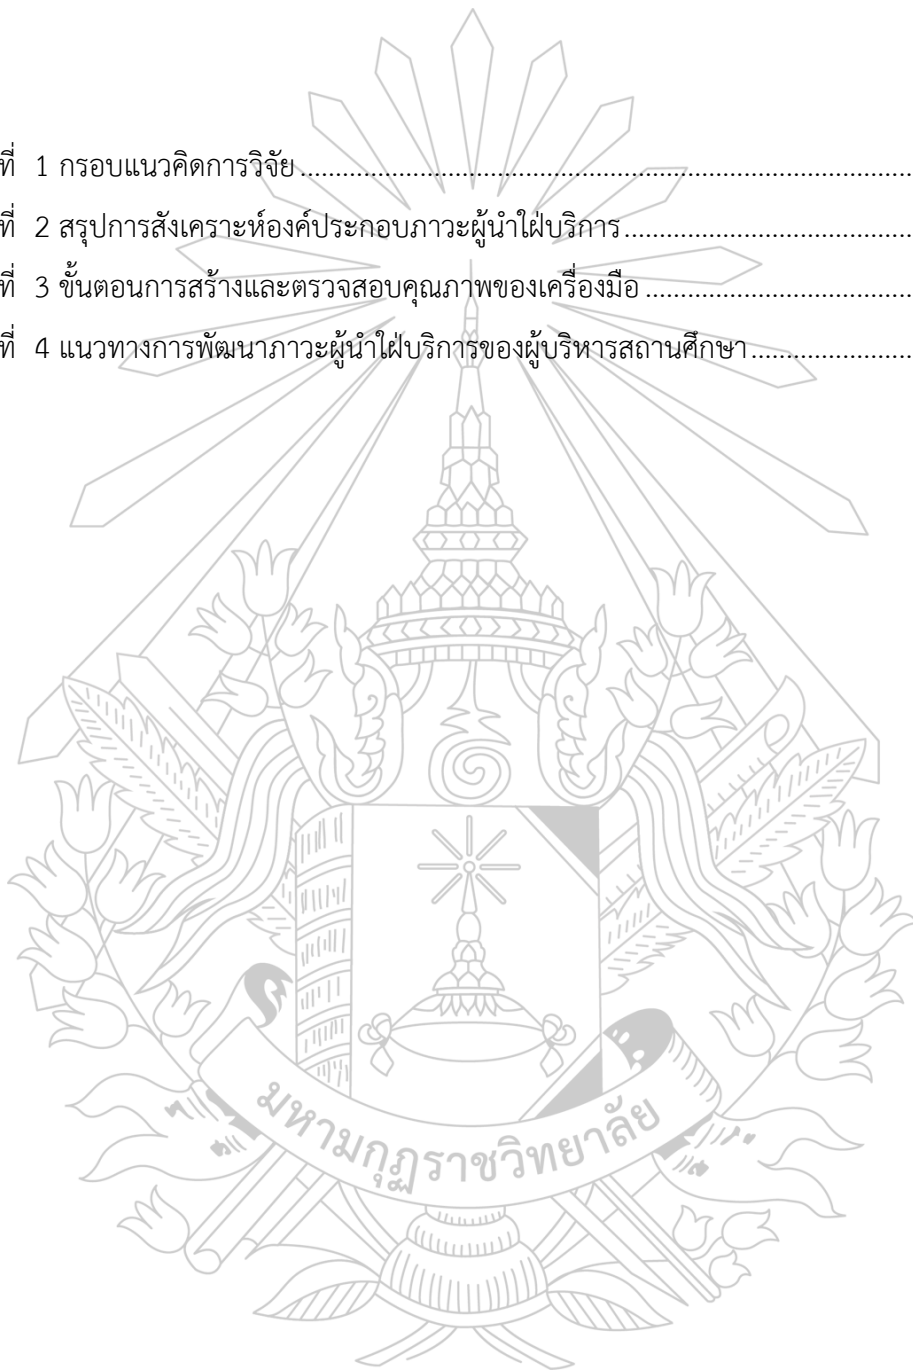 ที่ 1 กรอบแนวคิดการวิจัย................................................................................
ที่ 2 สรุปการสังเคราะห์องค์ประกอบภาวะผู้นำใฝ่บริการ........................................
ที่ 3 ขั้นตอนการสร้างและตรวจสอบคุณภาพของเครื่องมือ......................................
ที่ 4 แนวทางการพัฒนาภาวะผู้นำใฝ่บริการของผู้บริหารสถานศึกษา.......................
มหามกุฏราชวิทยาลัย